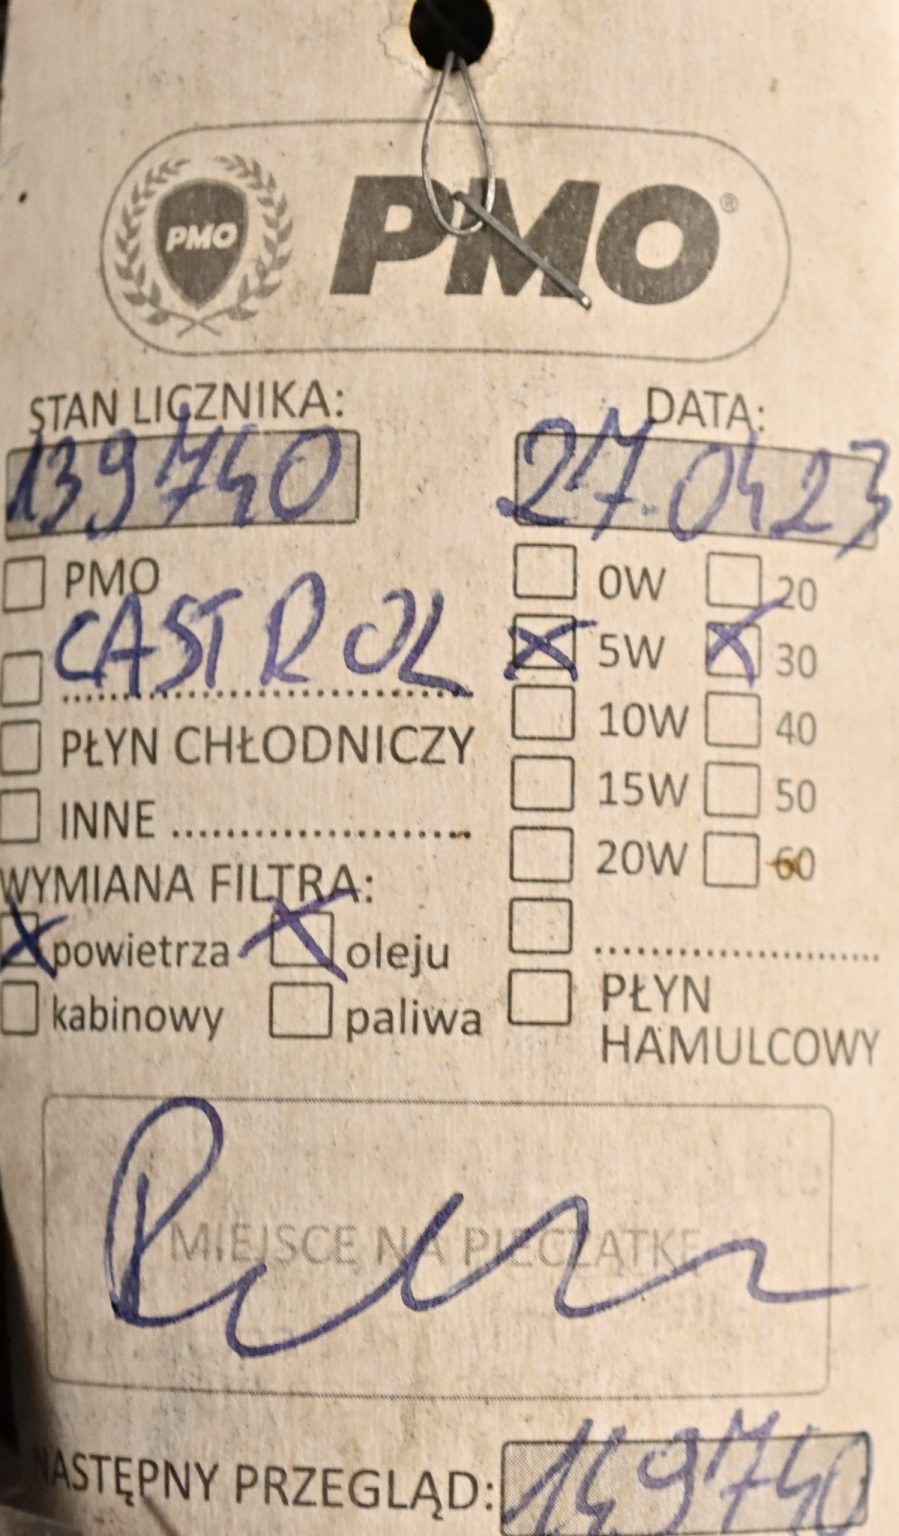 PMO PMO®
STAN LICZNIKA: DATA:
139740 27.04.23
PMO 0W 20
CASTROL 5W 30
PŁYN CHŁODNICZY 10W 40
INNE .................... 15W 50
WYMIANA FILTRA: 20W 60
powietrza oleju
kabinowy paliwa PŁYN
HAMULCOWY
MIEJSCE NA PIECZĄTKĘ
NASTĘPNY PRZEGLĄD: 149740